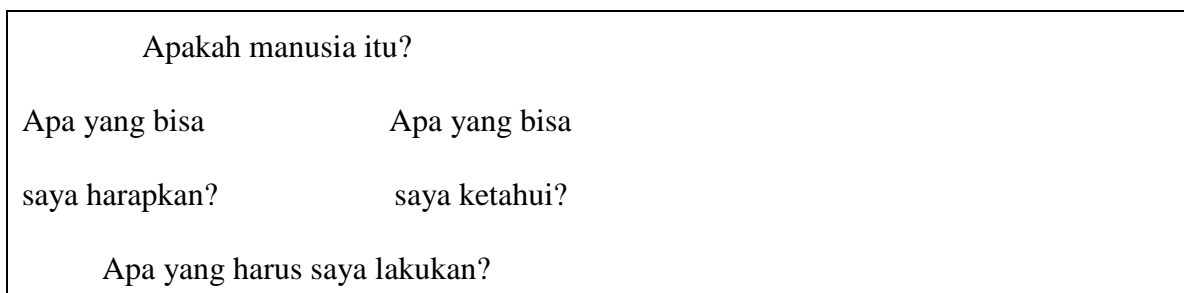 Apakah manusia itu?
Apa yang bisa Apa yang bisa
saya harapkan? saya ketahui?
Apa yang harus saya lakukan?